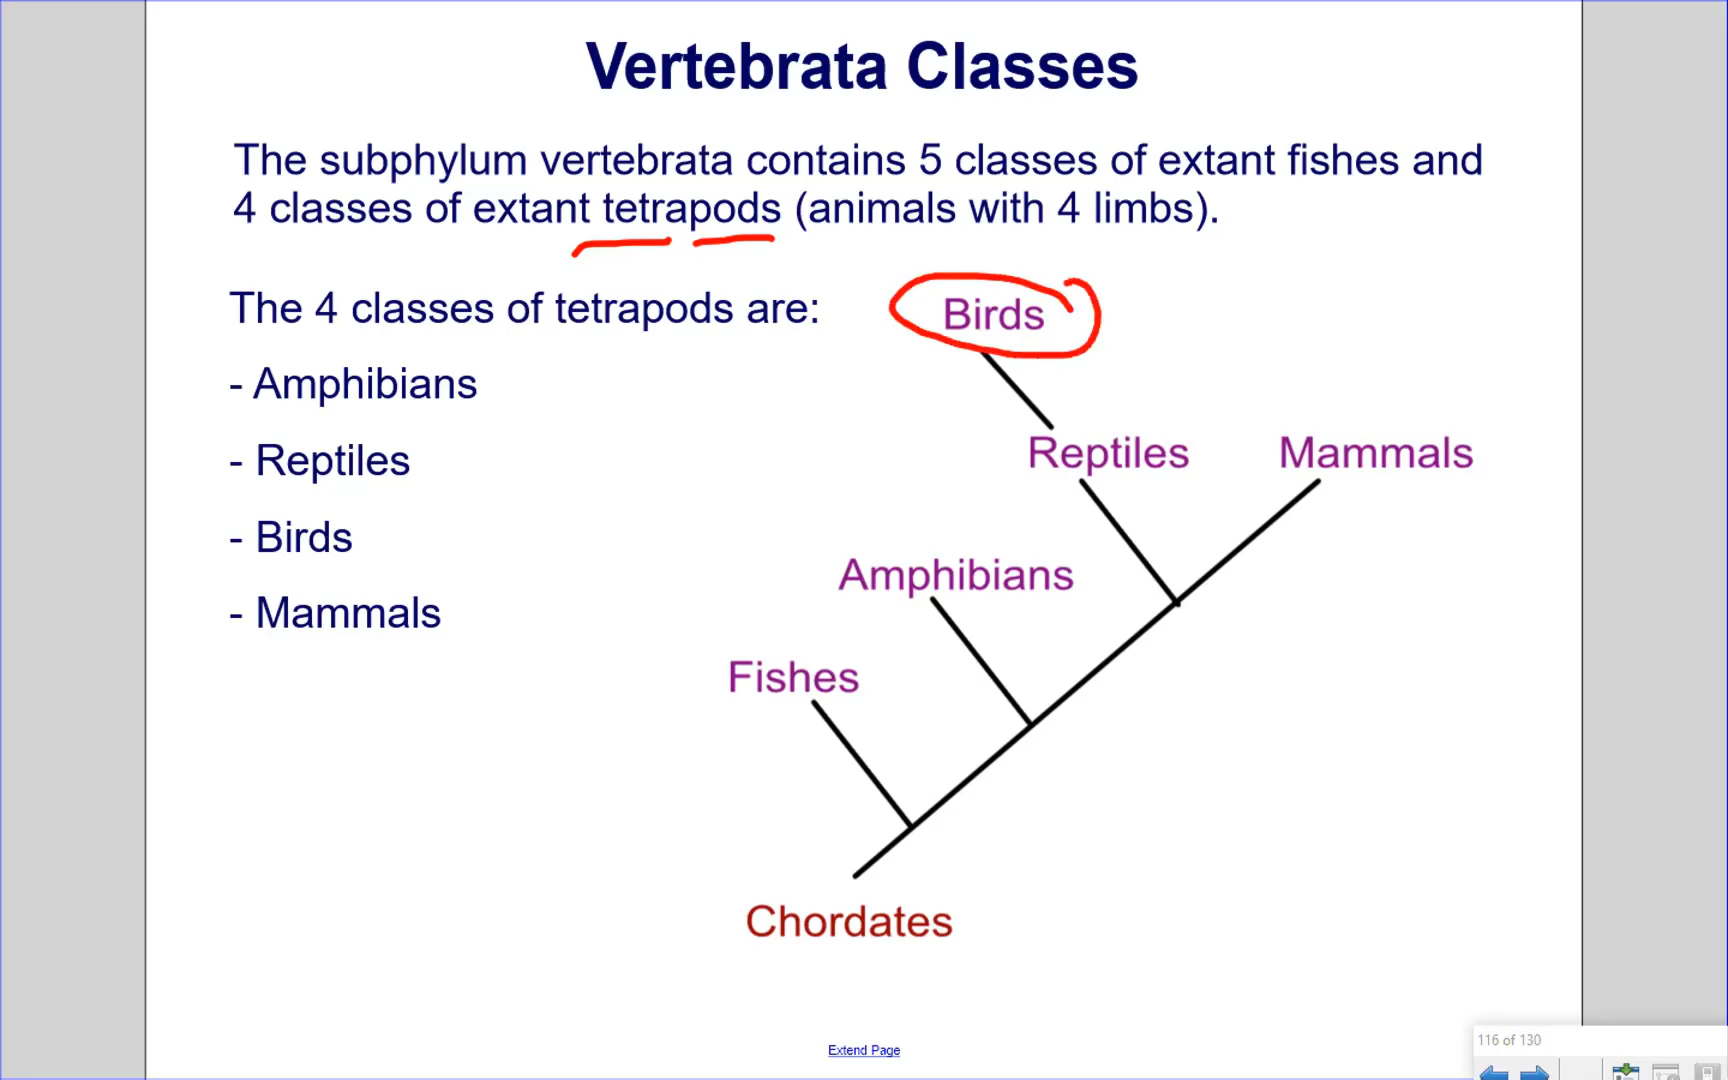 Vertebrata Classes
The subphylum vertebrata contains 5 classes of extant fishes and
4 classes of extant tetrapods (animals with 4 limbs).
The 4 classes of tetrapods are:
- Amphibians
- Reptiles
- Birds
- Mammals
Birds
Reptiles
Mammals
Amphibians
Fishes
Chordates
Extend Page
116 of 130